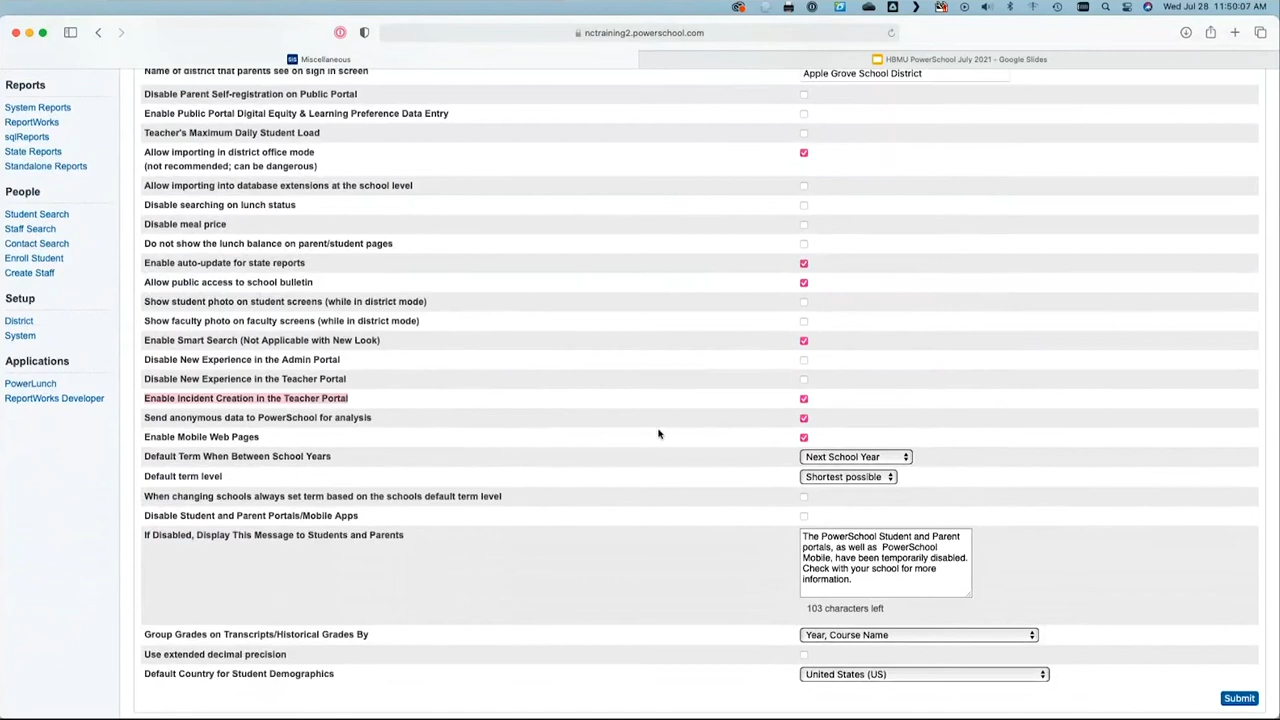 Wed Jul 28 11:50:07 AM
nctraining2.powerschool.com
SIS Miscellaneous
HBMU PowerSchool July 2021 - Google Slides
Reports
System Reports
ReportWorks
sqlReports
State Reports
Standalone Reports
People
Student Search
Staff Search
Contact Search
Enroll Student
Create Staff
Setup
District
System
Applications
PowerLunch
ReportWorks Developer
Name of district that parents see on sign in screen
Apple Grove School District
Disable Parent Self-registration on Public Portal
Enable Public Portal Digital Equity & Learning Preference Data Entry
Teacher's Maximum Daily Student Load
Allow importing in district office mode
(not recommended; can be dangerous)
Allow importing into database extensions at the school level
Disable searching on lunch status
Disable meal price
Do not show the lunch balance on parent/student pages
Enable auto-update for state reports
Allow public access to school bulletin
Show student photo on student screens (while in district mode)
Show faculty photo on faculty screens (while in district mode)
Enable Smart Search (Not Applicable with New Look)
Disable New Experience in the Admin Portal
Disable New Experience in the Teacher Portal
Enable Incident Creation in the Teacher Portal
Send anonymous data to PowerSchool for analysis
Enable Mobile Web Pages
Default Term When Between School Years
Next School Year
Default term level
Shortest possible
When changing schools always set term based on the schools default term level
Disable Student and Parent Portals/Mobile Apps
If Disabled, Display This Message to Students and Parents
The PowerSchool Student and Parent
portals, as well as PowerSchool
Mobile, have been temporarily disabled.
Check with your school for more
information.
103 characters left
Group Grades on Transcripts/Historical Grades By
Year, Course Name
Use extended decimal precision
Default Country for Student Demographics
United States (US)
Submit